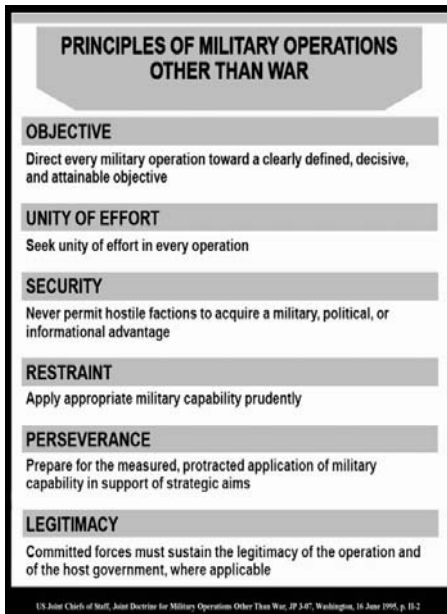 PRINCIPLES OF MILITARY OPERATIONS
OTHER THAN WAR
OBJECTIVE
Direct every military operation toward a clearly defined, decisive,
and attainable objective
UNITY OF EFFORT
Seek unity of effort in every operation
SECURITY
Never permit hostile factions to acquire a military, political, or
informational advantage
RESTRAINT
Apply appropriate military capability prudently
PERSEVERANCE
Prepare for the measured, protracted application of military
capability in support of strategic aims
LEGITIMACY
Committed forces must sustain the legitimacy of the operation and
of the host government, where applicable
US Joint Chiefs of Staff, Joint Doctrine for Military Operations Other Than War, JP 3-07, Washington, 16 June 1995, p. II-2